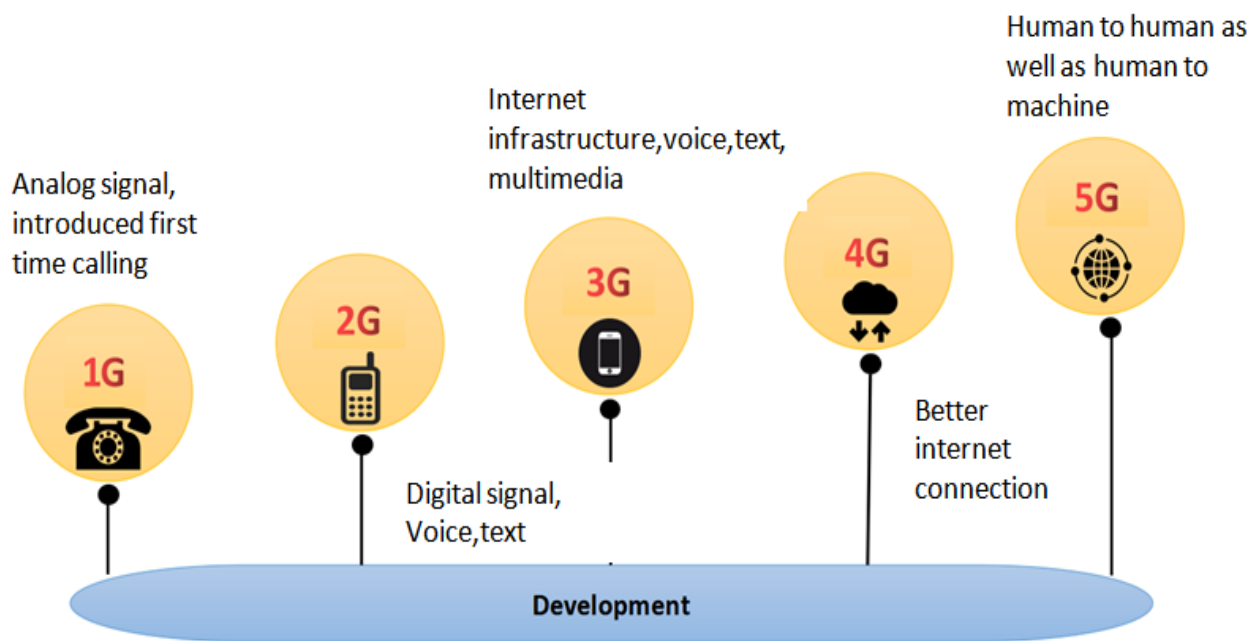 Human to human as
well as human to
machine
Internet
infrastructure,voice,text,
multimedia
Analog signal,
introduced first
time calling
5G
4G
3G
2G
1G
Better
internet
connection
Digital signal,
Voice,text
Development